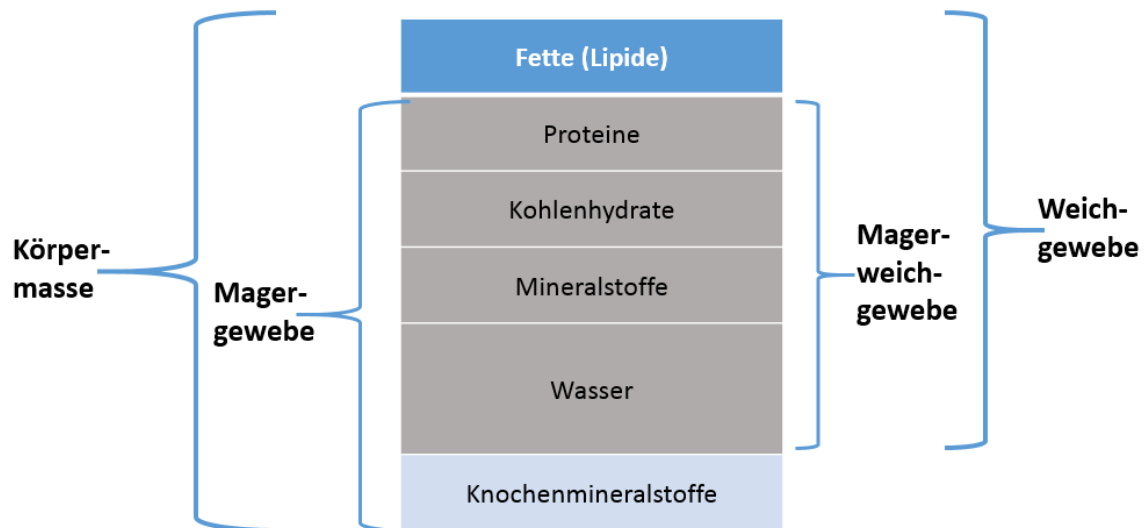 Fette (Lipide)
Proteine
Kohlenhydrate
Mineralstoffe
Wasser
Knochenmineralstoffe
Körper-
masse
Mager-
gewebe
Mager-
weich-
gewebe
Weich-
gewebe